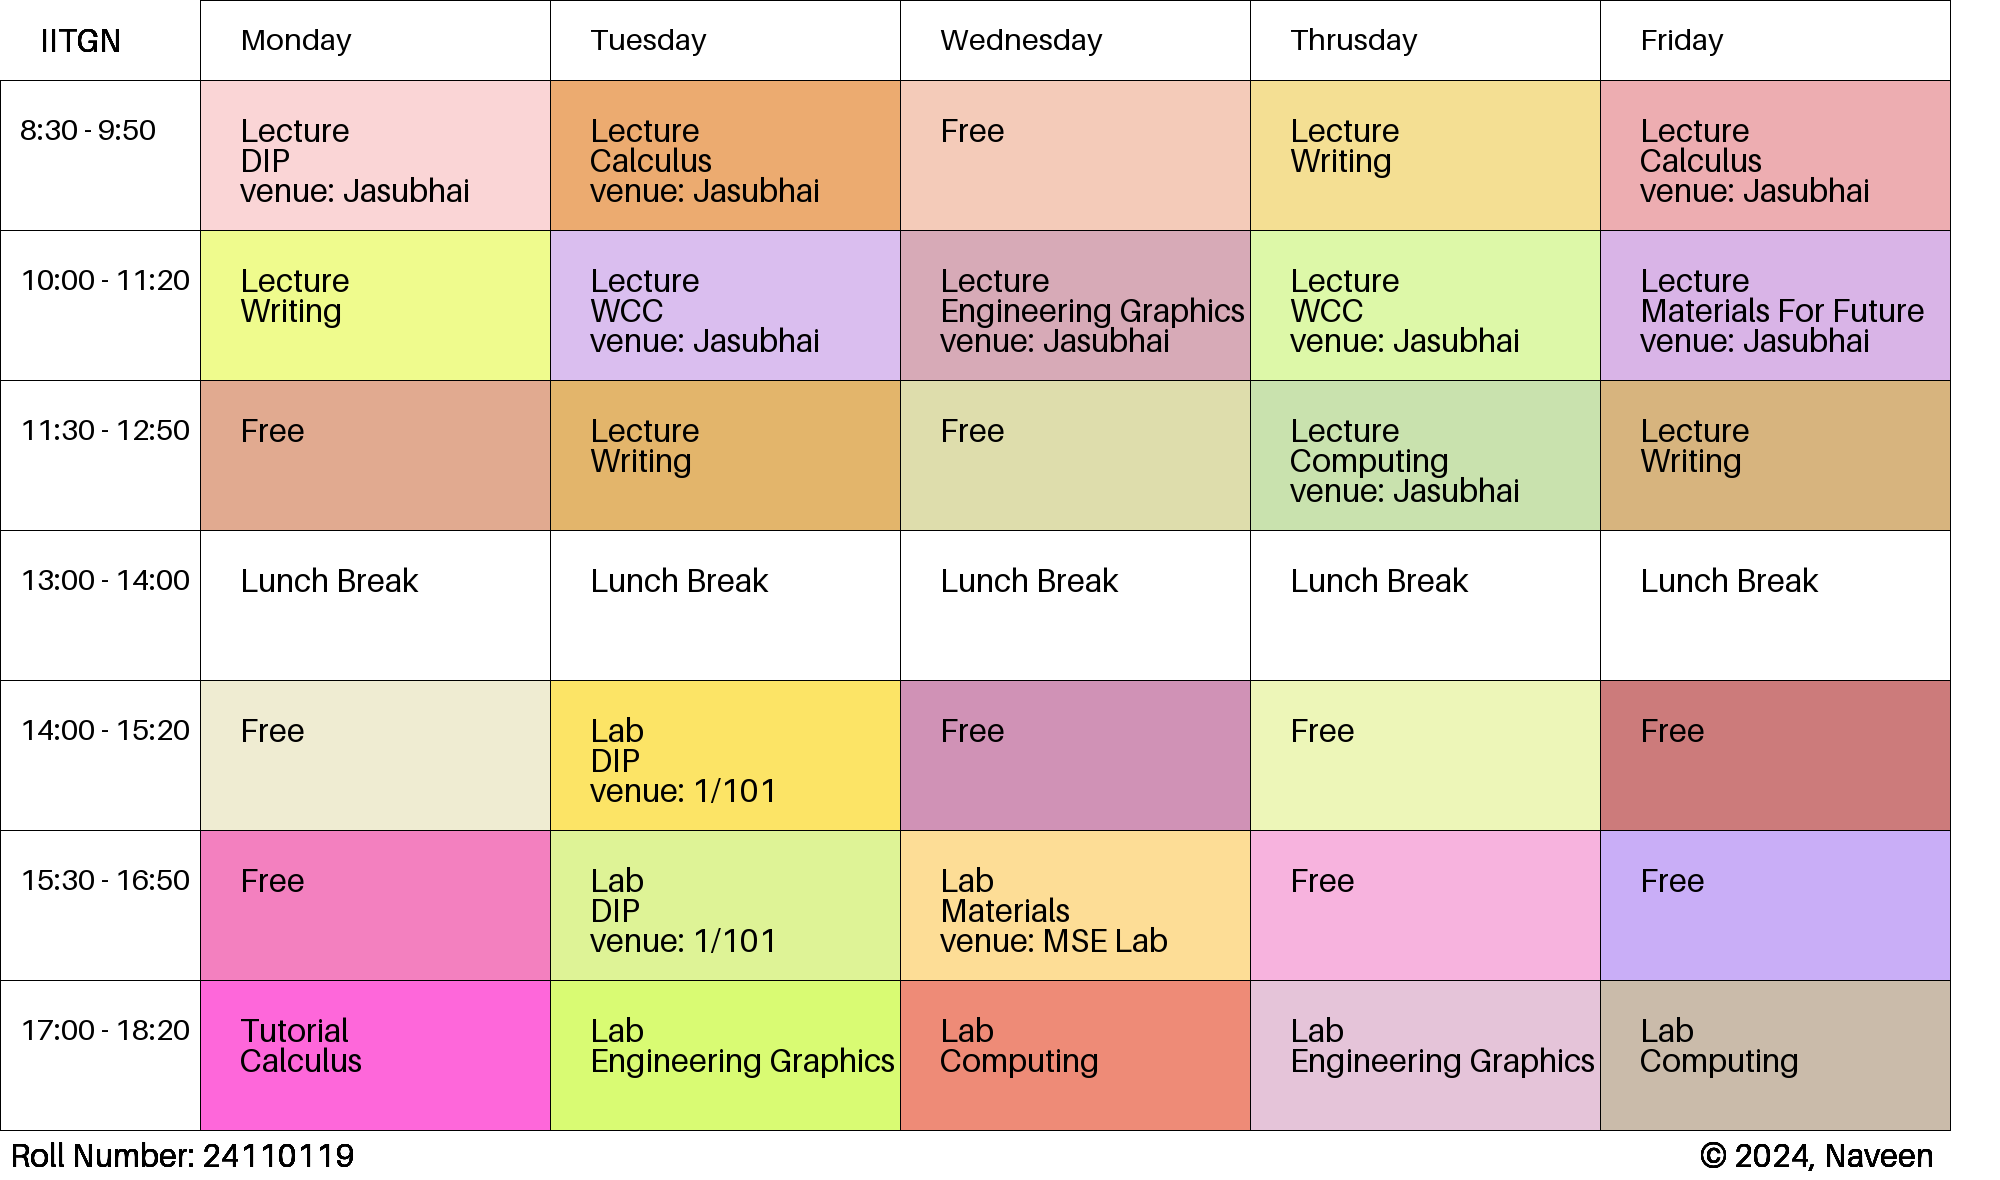 IITGN Monday Tuesday Wednesday Thrusday Friday
8:30 - 9:50
Lecture
DIP
venue: Jasubhai
Lecture
Calculus
venue: Jasubhai
Free
Lecture
Writing
Lecture
Calculus
venue: Jasubhai
10:00 - 11:20
Lecture
Writing
Lecture
WCC
venue: Jasubhai
Lecture
Engineering Graphics
venue: Jasubhai
Lecture
WCC
venue: Jasubhai
Lecture
Materials For Future
venue: Jasubhai
11:30 - 12:50
Free
Lecture
Writing
Free
Lecture
Computing
venue: Jasubhai
Lecture
Writing
13:00 - 14:00
Lunch Break
Lunch Break
Lunch Break
Lunch Break
Lunch Break
14:00 - 15:20
Free
Lab
DIP
venue: 1/101
Free
Free
Free
15:30 - 16:50
Free
Lab
DIP
venue: 1/101
Lab
Materials
venue: MSE Lab
Free
Free
17:00 - 18:20
Tutorial
Calculus
Lab
Engineering Graphics
Lab
Computing
Lab
Engineering Graphics
Lab
Computing
Roll Number: 24110119
© 2024, Naveen